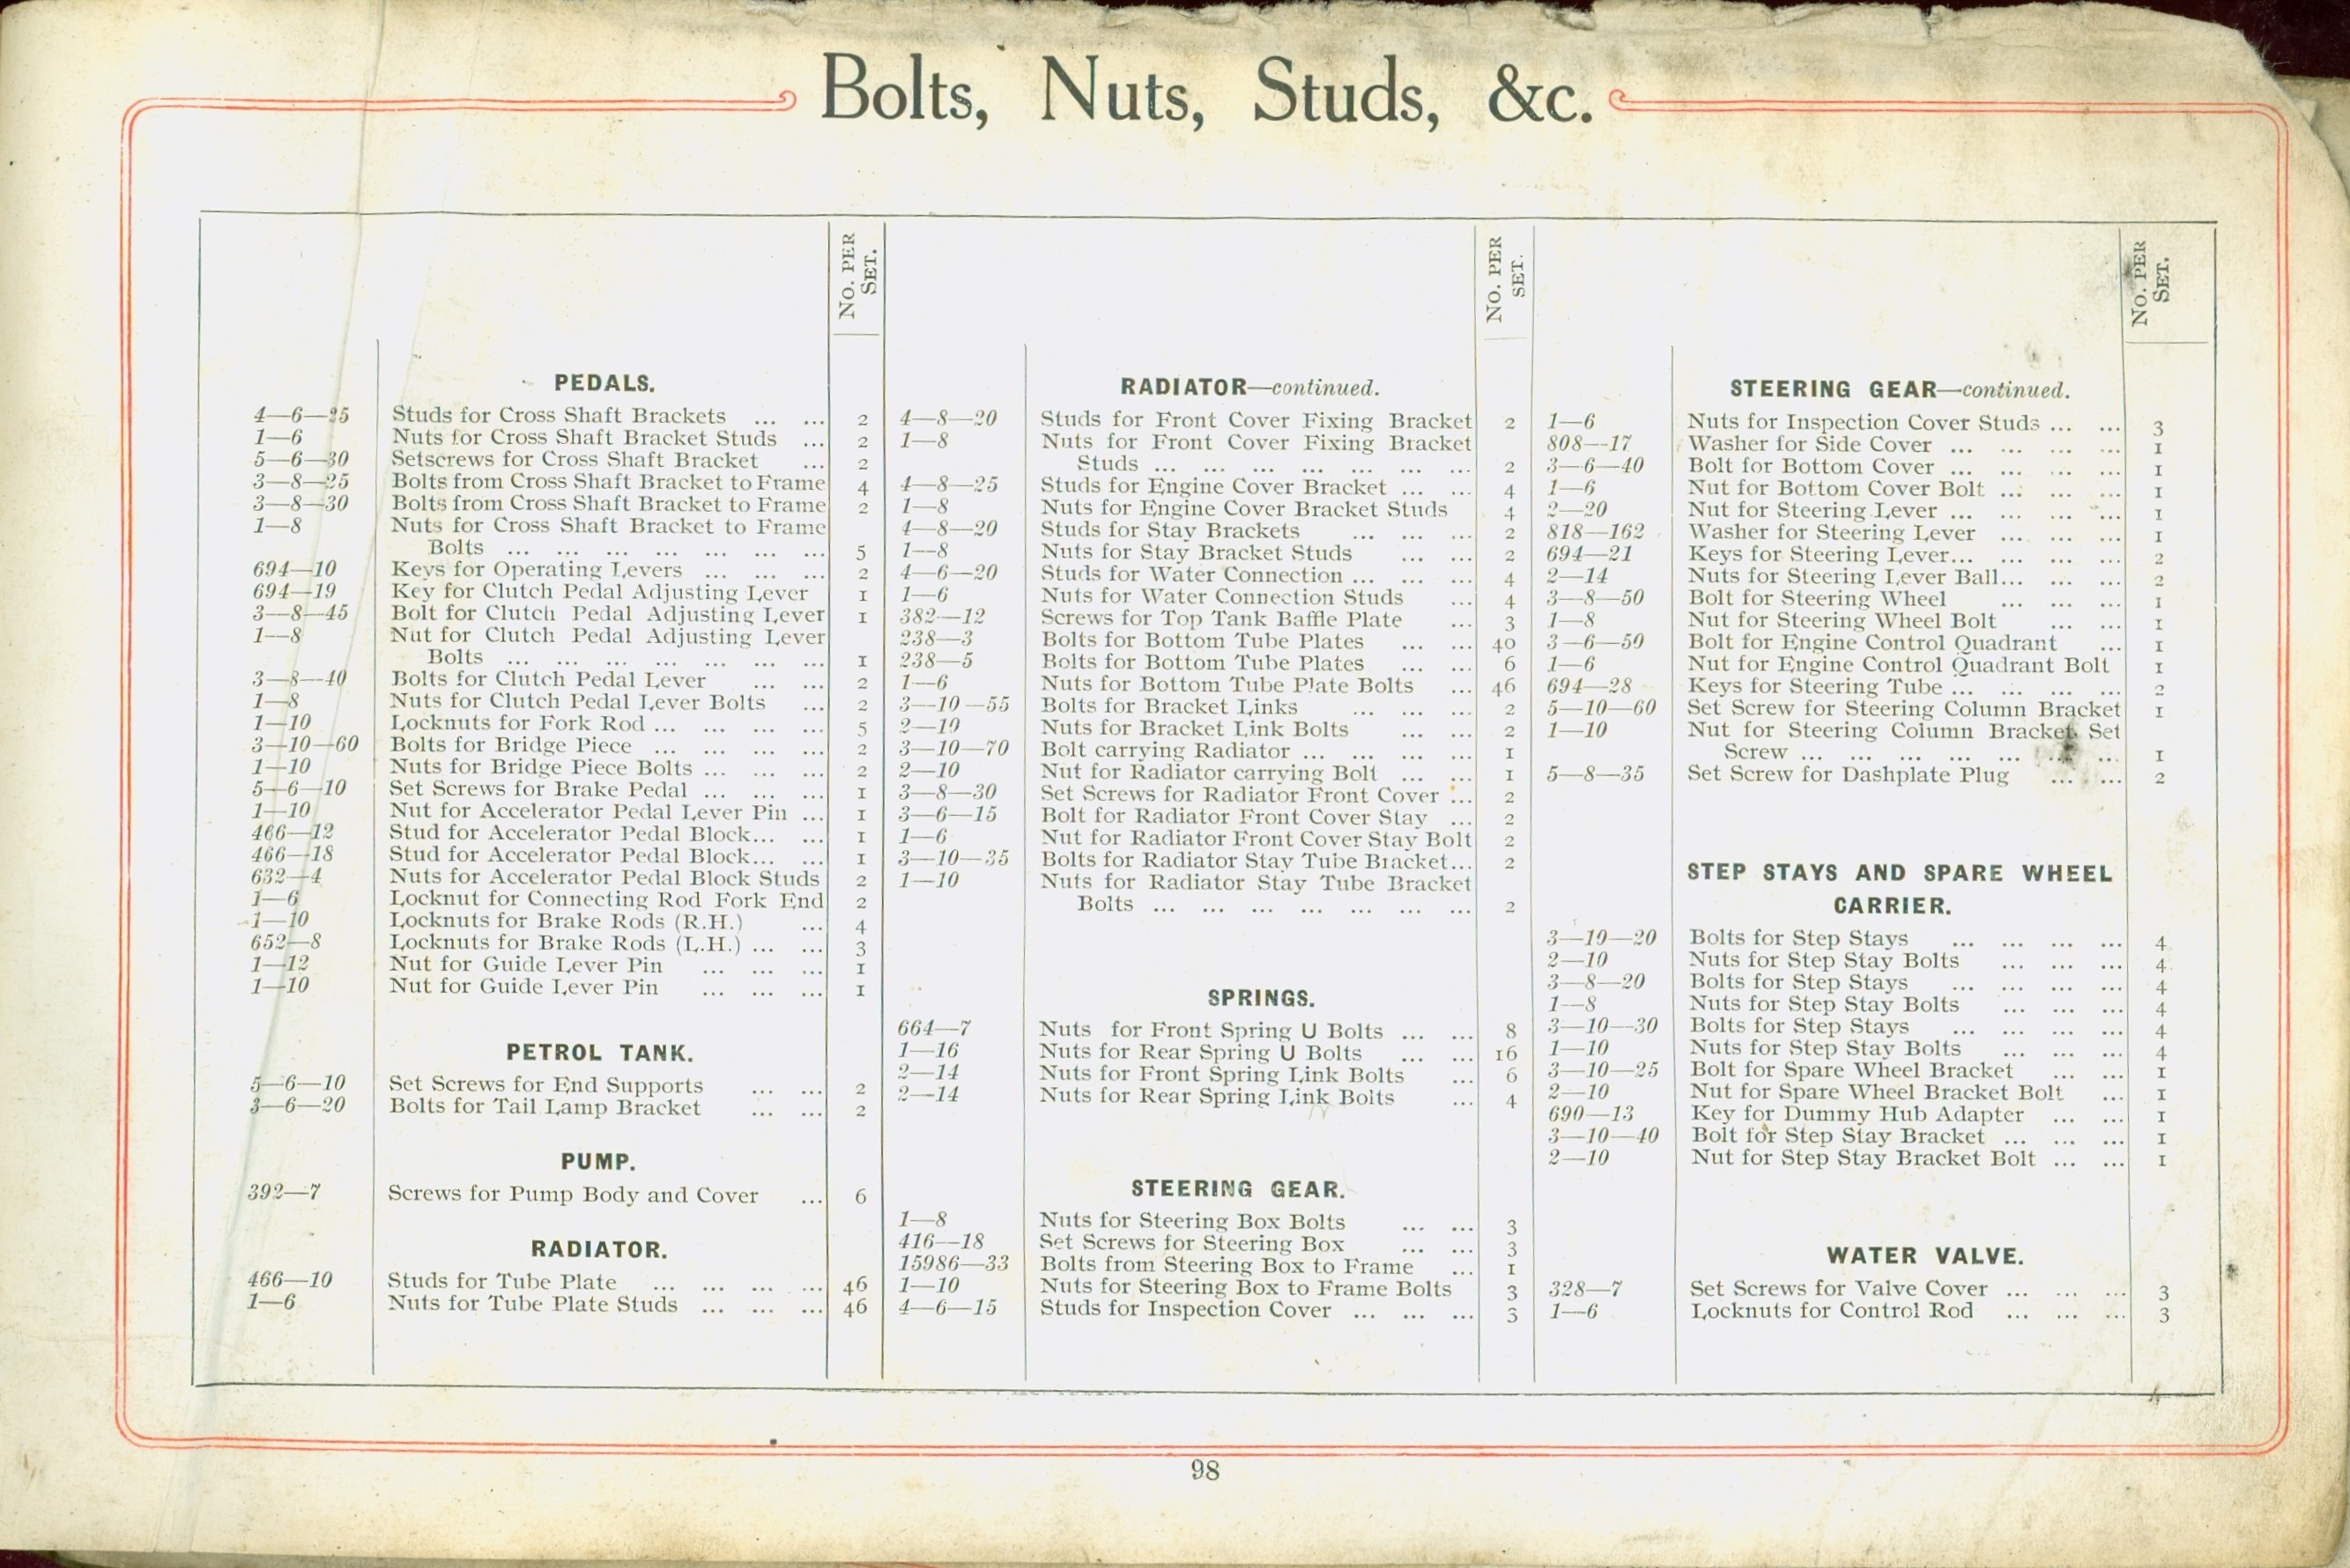 Bolts, Nuts, Studs, &c.
No. PER SET.
PEDALS.
4—6—25 Studs for Cross Shaft Brackets ... ... 2
1—6 Nuts for Cross Shaft Bracket Studs ... 2
5—6—30 Setscrews for Cross Shaft Bracket ... 2
3—8—25 Bolts from Cross Shaft Bracket to Frame 4
3—8—30 Bolts from Cross Shaft Bracket to Frame 2
1—8 Nuts for Cross Shaft Bracket to Frame
Bolts ... ... ... ... ... ... ... 5
694—10 Keys for Operating Levers ... ... ... 2
694—19 Key for Clutch Pedal Adjusting Lever 1
3—8—45 Bolt for Clutch Pedal Adjusting Lever 1
1—8 Nut for Clutch Pedal Adjusting Lever
Bolts ... ... ... ... ... ... ... 1
3—8—40 Bolts for Clutch Pedal Lever ... ... 2
1—8 Nuts for Clutch Pedal Lever Bolts ... 2
1—10 Locknuts for Fork Rod ... ... ... ... 5
3—10—60 Bolts for Bridge Piece ... ... ... ... 2
1—10 Nuts for Bridge Piece Bolts ... ... ... 2
5—6—10 Set Screws for Brake Pedal ... ... ... 1
1—10 Nut for Accelerator Pedal Lever Pin ... 1
466—12 Stud for Accelerator Pedal Block... ... 1
466—18 Stud for Accelerator Pedal Block... ... 1
632—4 Nuts for Accelerator Pedal Block Studs 2
1—6 Locknut for Connecting Rod Fork End 2
1—10 Locknuts for Brake Rods (R.H.) ... 4
652—8 Locknuts for Brake Rods (L.H.) ... ... 3
1—12 Nut for Guide Lever Pin ... ... ... 1
1—10 Nut for Guide Lever Pin ... ... ... 1
PETROL TANK.
5—6—10 Set Screws for End Supports ... ... 2
3—6—20 Bolts for Tail Lamp Bracket ... ... 2
PUMP.
392—7 Screws for Pump Body and Cover ... 6
RADIATOR.
466—10 Studs for Tube Plate ... ... ... ... 46
1—6 Nuts for Tube Plate Studs ... ... ... 46
No. PER SET.
RADIATOR—continued.
4—8—20 Studs for Front Cover Fixing Bracket 2
1—8 Nuts for Front Cover Fixing Bracket
Studs ... ... ... ... ... ... ... 2
4—8—25 Studs for Engine Cover Bracket ... ... 4
1—8 Nuts for Engine Cover Bracket Studs 4
4—8—20 Studs for Stay Brackets ... ... ... 2
1—8 Nuts for Stay Bracket Studs ... ... 2
4—6—20 Studs for Water Connection ... ... ... 4
1—6 Nuts for Water Connection Studs ... 4
382—12 Screws for Top Tank Baffle Plate ... 3
238—3 Bolts for Bottom Tube Plates ... ... 40
238—5 Bolts for Bottom Tube Plates ... ... 6
1—6 Nuts for Bottom Tube Plate Bolts ... 46
3—10—55 Bolts for Bracket Links ... ... ... 2
2—10 Nuts for Bracket Link Bolts ... ... 2
3—10—70 Bolt carrying Radiator ... ... ... ... 1
2—10 Nut for Radiator carrying Bolt ... ... 1
3—8—30 Set Screws for Radiator Front Cover ... 2
3—6—15 Bolt for Radiator Front Cover Stay ... 2
1—6 Nut for Radiator Front Cover Stay Bolt 2
3—10—35 Bolts for Radiator Stay Tube Bracket... 2
1—10 Nuts for Radiator Stay Tube Bracket
Bolts ... ... ... ... ... ... ... 2
SPRINGS.
664—7 Nuts for Front Spring U Bolts ... ... 8
1—16 Nuts for Rear Spring U Bolts ... ... 16
2—14 Nuts for Front Spring Link Bolts ... 6
2—14 Nuts for Rear Spring Link Bolts ... 4
STEERING GEAR.
1—8 Nuts for Steering Box Bolts ... ... 3
416—18 Set Screws for Steering Box ... ... 3
15986—33 Bolts from Steering Box to Frame ... 1
1—10 Nuts for Steering Box to Frame Bolts 3
4—6—15 Studs for Inspection Cover ... ... ... 3
No. PER SET.
STEERING GEAR—continued.
1—6 Nuts for Inspection Cover Studs ... ... 3
808—17 Washer for Side Cover ... ... ... ... 1
3—6—40 Bolt for Bottom Cover ... ... ... ... 1
1—6 Nut for Bottom Cover Bolt ... ... ... 1
2—20 Nut for Steering Lever ... ... ... ... 1
818—162 Washer for Steering Lever ... ... ... 1
694—21 Keys for Steering Lever... ... ... ... 2
2—14 Nuts for Steering Lever Ball... ... ... 2
3—8—50 Bolt for Steering Wheel ... ... ... 1
1—8 Nut for Steering Wheel Bolt ... ... 1
3—6—50 Bolt for Engine Control Quadrant ... 1
1—6 Nut for Engine Control Quadrant Bolt 1
694—28 Keys for Steering Tube ... ... ... ... 2
5—10—60 Set Screw for Steering Column Bracket 1
1—10 Nut for Steering Column Bracket Set
Screw ... ... ... ... ... ... ... 1
5—8—35 Set Screw for Dashplate Plug ... ... 2
STEP STAYS AND SPARE WHEEL
CARRIER.
3—10—20 Bolts for Step Stays ... ... ... ... 4
2—10 Nuts for Step Stay Bolts ... ... ... 4
3—8—20 Bolts for Step Stays ... ... ... ... 4
1—8 Nuts for Step Stay Bolts ... ... ... 4
3—10—30 Bolts for Step Stays ... ... ... ... 4
1—10 Nuts for Step Stay Bolts ... ... ... 4
3—10—25 Bolt for Spare Wheel Bracket ... ... 1
2—10 Nut for Spare Wheel Bracket Bolt ... 1
690—13 Key for Dummy Hub Adapter ... ... 1
3—10—40 Bolt for Step Stay Bracket ... ... ... 1
2—10 Nut for Step Stay Bracket Bolt ... ... 1
WATER VALVE.
328—7 Set Screws for Valve Cover ... ... ... 3
1—6 Locknuts for Control Rod ... ... ... 3
98